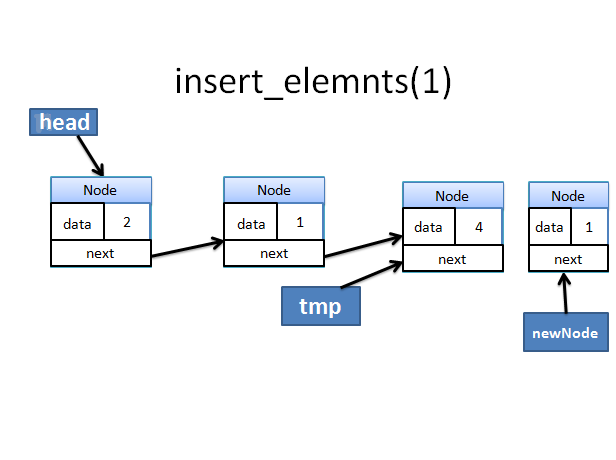 insert_elemnts(1)
head
Node Node Node Node
data 2 data 1 data 4 data 1
next next next next
tmp
newNode